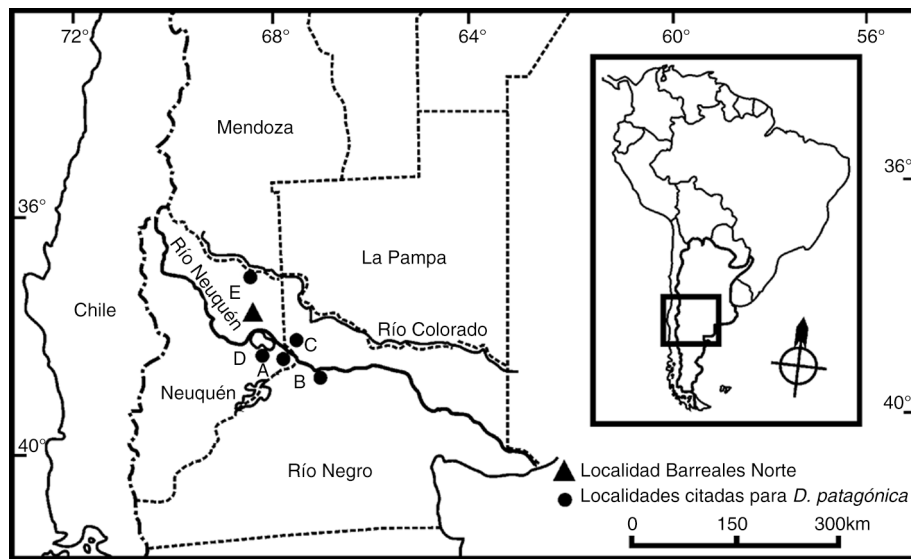 72°
68°
64°
60°
56°
Mendoza
36°
36°
La Pampa
Río Neuquén
E
Chile
Río Colorado
C
D
A
B
Neuquén
40°
40°
Río Negro
Localidad Barreales Norte
Localidades citadas para D. patagónica
0 150 300km